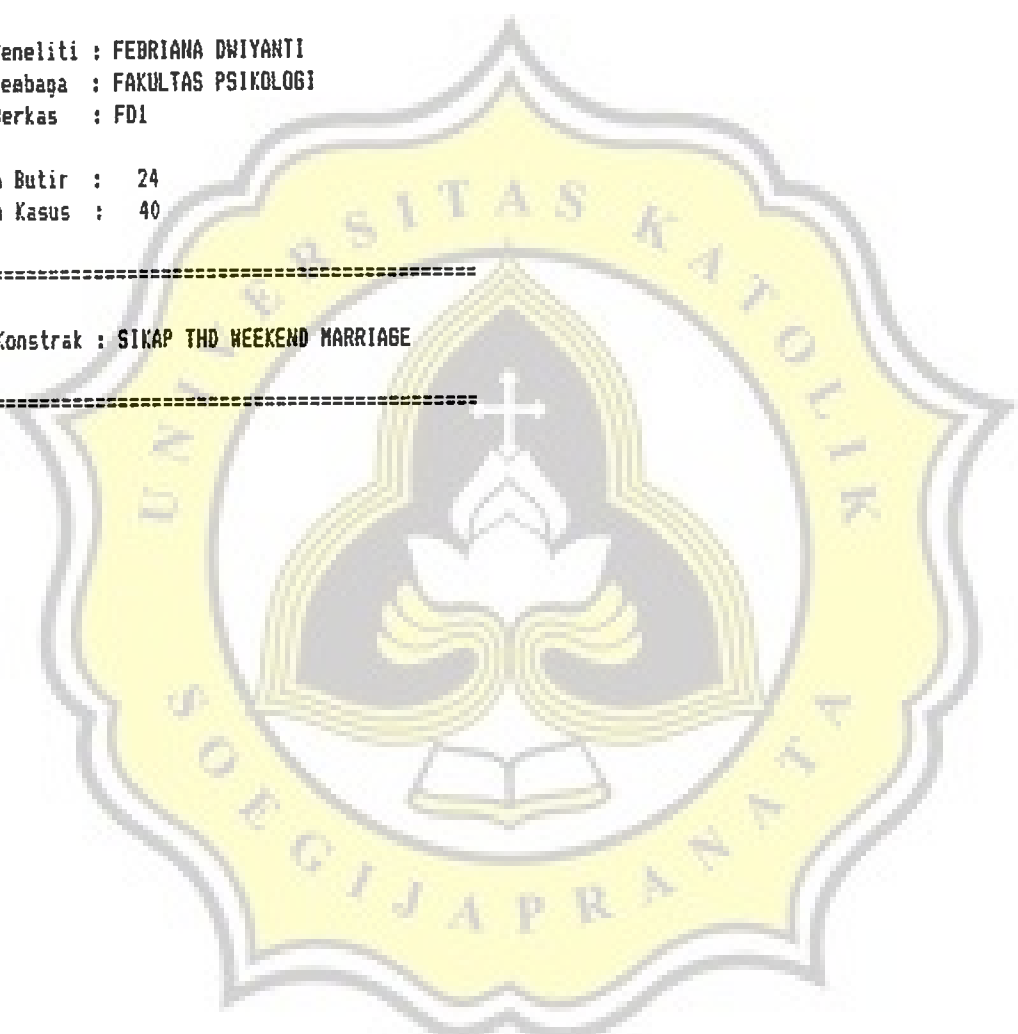 eneliti : FEBRIANA DWIYANTI
embaga : FAKULTAS PSIKOLOGI
erkas : FD1
Butir : 24
Kasus : 40
Konstrak : SIKAP THD WEEKEND MARRIAGE
UNIVERSITAS KATOLIK
SOEGIJAPRANATA